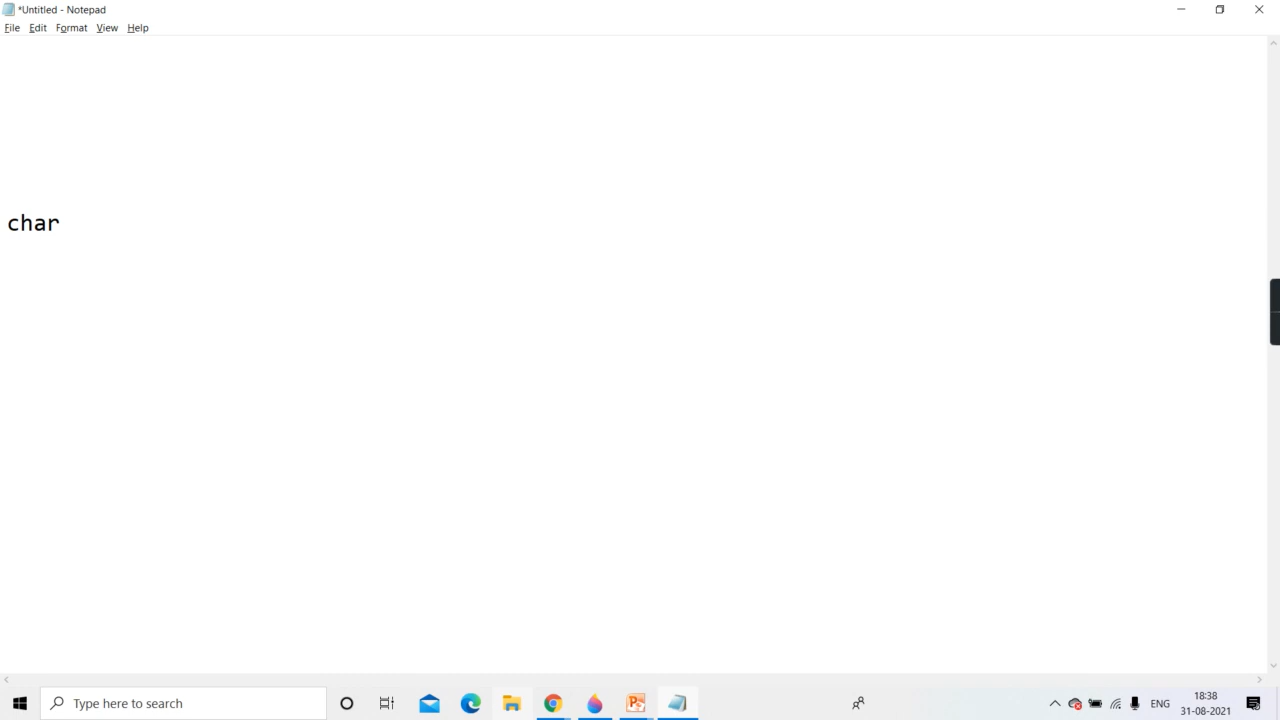 *Untitled - Notepad
File Edit Format View Help
char
Type here to search
ENG
18:38
31-08-2021